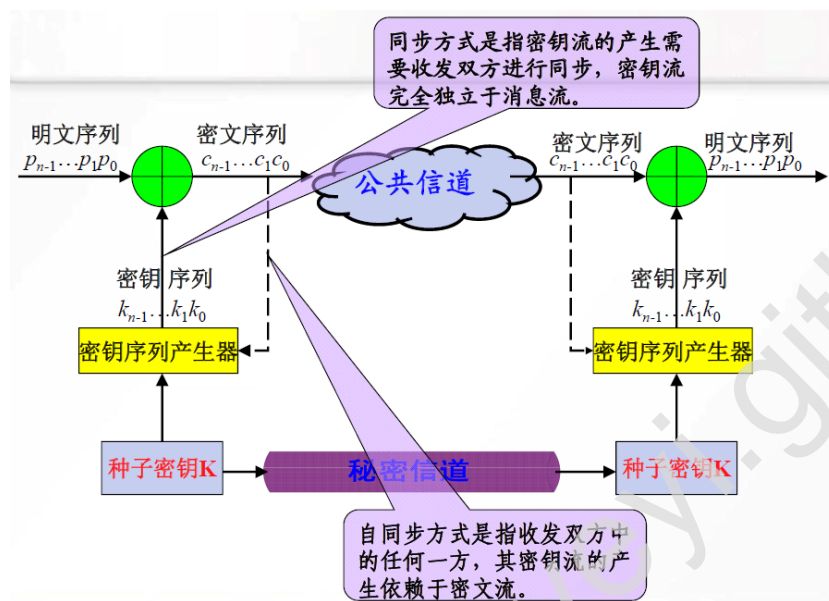 同步方式是指密钥流的产生需
要收发双方进行同步，密钥流
完全独立于消息流。
明文序列
pn-1…p1p0
密文序列
cn-1…c1c0
公共信道
密文序列
cn-1…c1c0
明文序列
pn-1…p1p0
密钥 序列
kn-1…k1k0
密钥序列产生器
密钥 序列
kn-1…k1k0
密钥序列产生器
种子密钥K
秘密信道
种子密钥K
自同步方式是指收发双方中
的任何一方，其密钥流的产
生依赖于密文流。